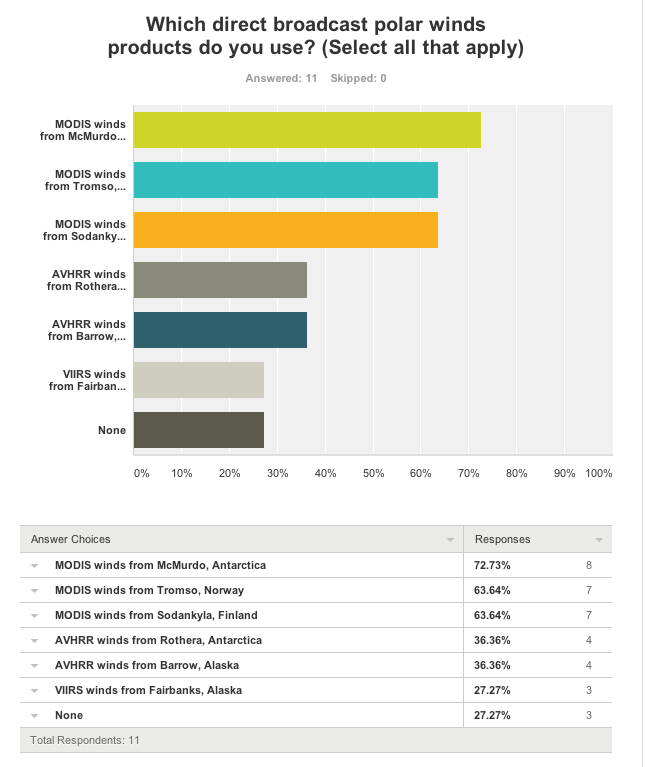 Which direct broadcast polar winds
products do you use? (Select all that apply)
Answered: 11 Skipped: 0
MODIS winds
from McMurdo...
MODIS winds
from Tromso,...
MODIS winds
from Sodanky...
AVHRR winds
from Rothera...
AVHRR winds
from Barrow,...
VIIRS winds
from Fairban...
None
0% 10% 20% 30% 40% 50% 60% 70% 80% 90% 100%
Answer Choices Responses
MODIS winds from McMurdo, Antarctica 72.73% 8
MODIS winds from Tromso, Norway 63.64% 7
MODIS winds from Sodankyla, Finland 63.64% 7
AVHRR winds from Rothera, Antarctica 36.36% 4
AVHRR winds from Barrow, Alaska 36.36% 4
VIIRS winds from Fairbanks, Alaska 27.27% 3
None 27.27% 3
Total Respondents: 11